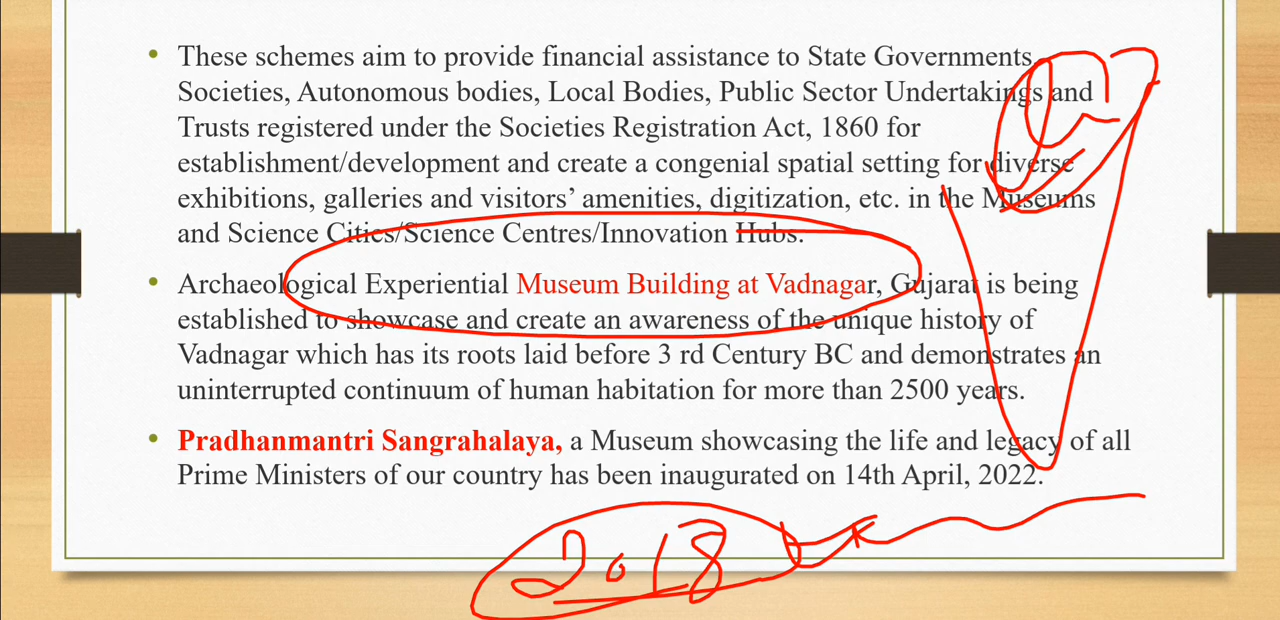 • These schemes aim to provide financial assistance to State Governments,
Societies, Autonomous bodies, Local Bodies, Public Sector Undertakings and
Trusts registered under the Societies Registration Act, 1860 for
establishment/development and create a congenial spatial setting for diverse
exhibitions, galleries and visitors’ amenities, digitization, etc. in the Museums
and Science Cities/Science Centres/Innovation Hubs.
• Archaeological Experiential Museum Building at Vadnagar, Gujarat is being
established to showcase and create an awareness of the unique history of
Vadnagar which has its roots laid before 3 rd Century BC and demonstrates an
uninterrupted continuum of human habitation for more than 2500 years.
• Pradhanmantri Sangrahalaya, a Museum showcasing the life and legacy of all
Prime Ministers of our country has been inaugurated on 14th April, 2022.
2018